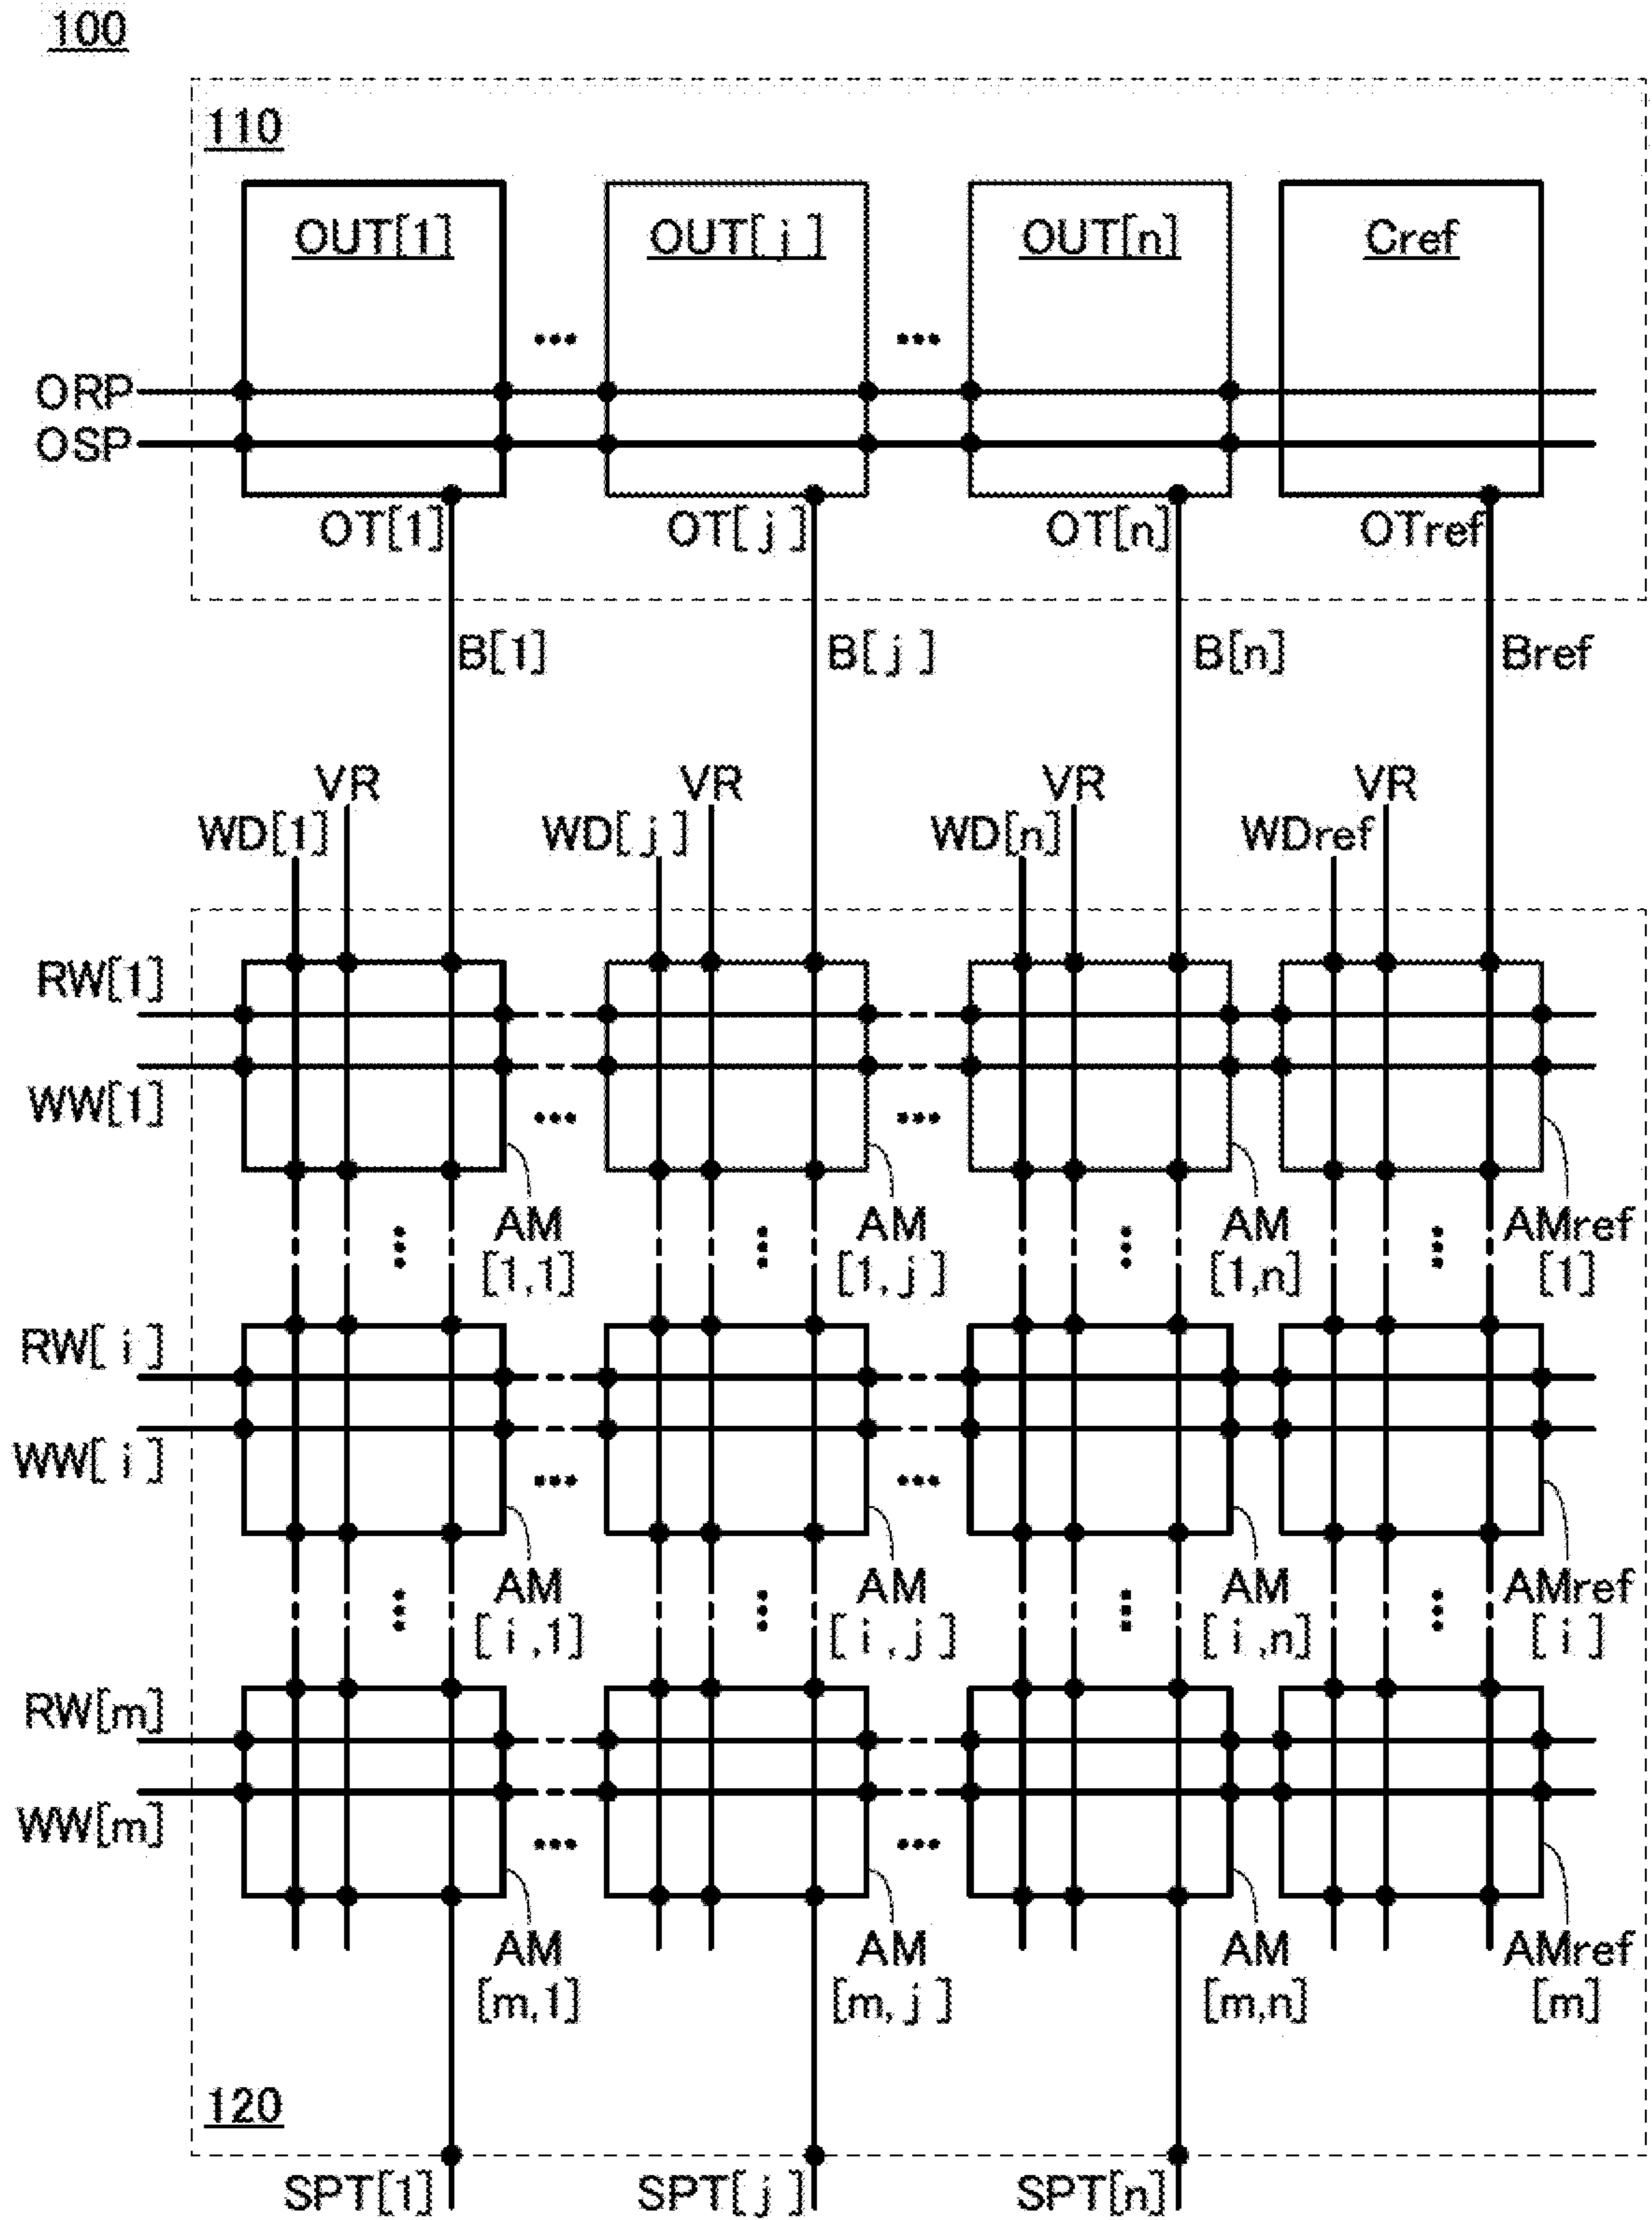 100
110
OUT[1] OUT[j] OUT[n] Cref
ORP
OSP
OT[1] OT[j] OT[n] OTref
B[1] B[j] B[n] Bref
VR VR VR VR
WD[1] WD[j] WD[n] WDref
RW[1]
WW[1]
AM AM AM AMref
[1,1] [1,j] [1,n] [1]
RW[i]
WW[i]
AM AM AM AMref
[i,1] [i,j] [i,n] [i]
RW[m]
WW[m]
AM AM AM AMref
[m,1] [m,j] [m,n] [m]
120
SPT[1] SPT[j] SPT[n]